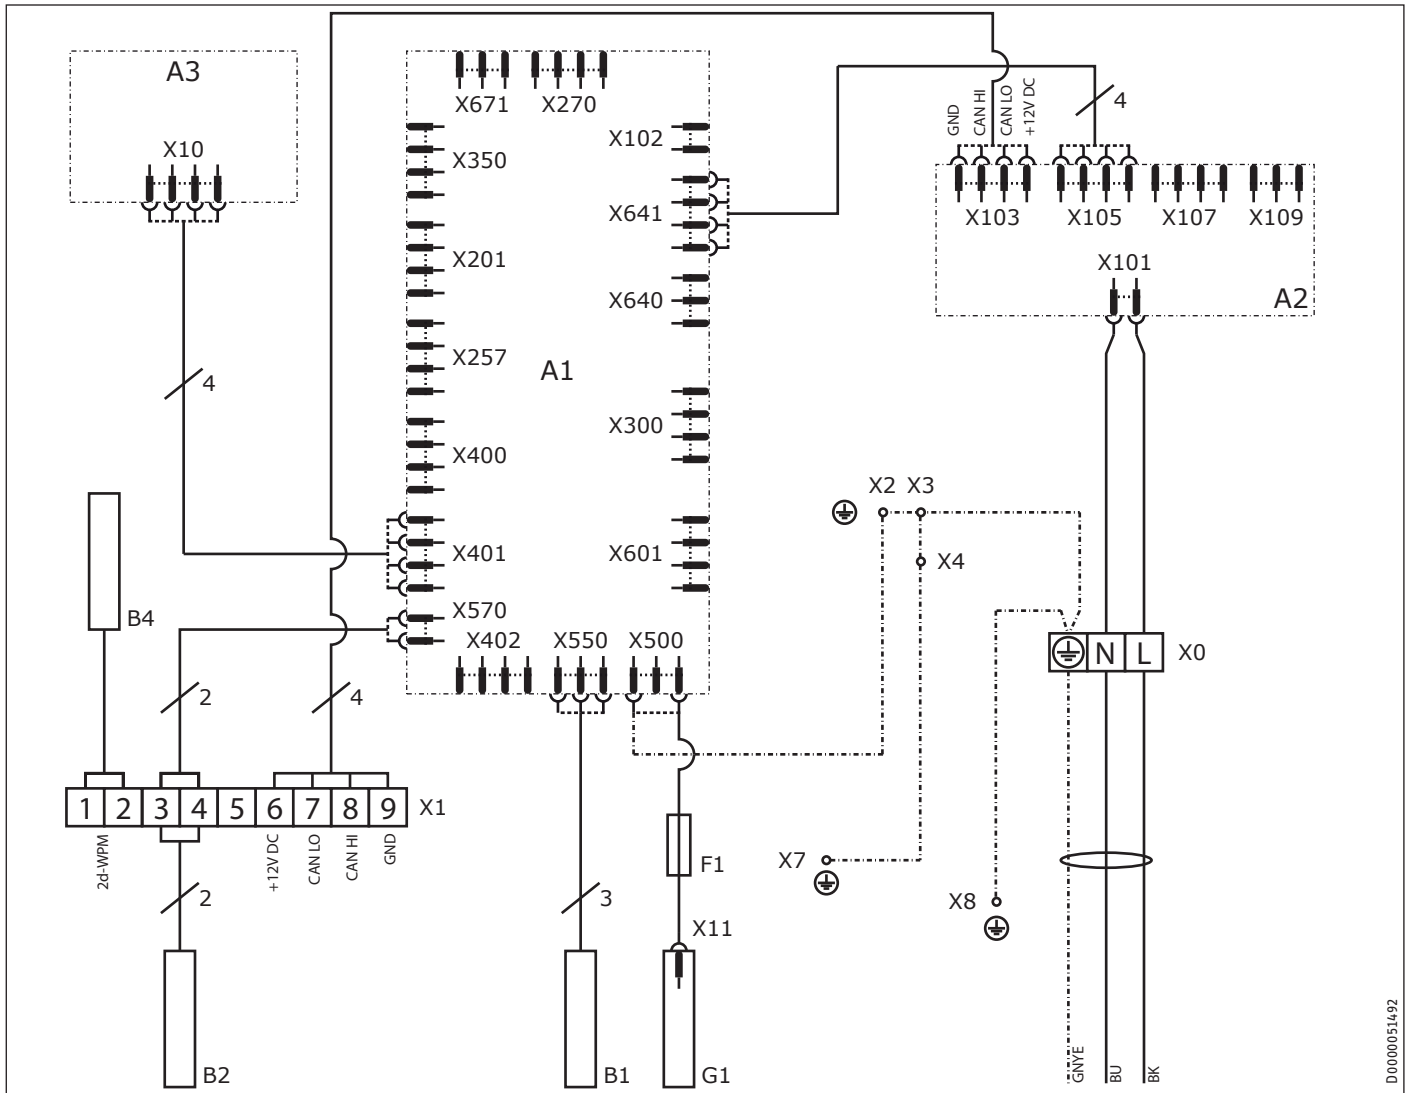 A3
X10
4
X671 X270
X350
X201
X257
X400
X401
X570
X402 X550 X500
A1
X102
X641
X640
X300
X601
4
GND
CAN HI
CAN LO
+12V DC
X103 X105 X107 X109
X101
A2
X2 X3
X4
X7
X8
N L X0
GNYE
BU
BK
B4
2
4
1 2 3 4 5 6 7 8 9 X1
2d-WPM
+12V DC
CAN LO
CAN HI
GND
2
B2
3
B1
F1
X11
G1
D0000051492